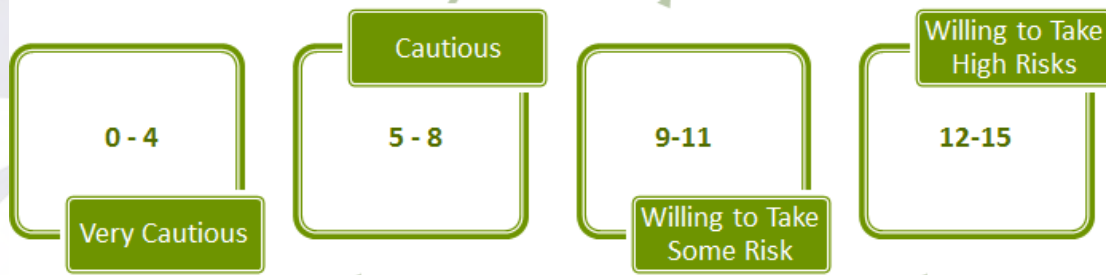 0 - 4
Very Cautious
Cautious
5 - 8
9-11
Willing to Take
Some Risk
Willing to Take
High Risks
12-15